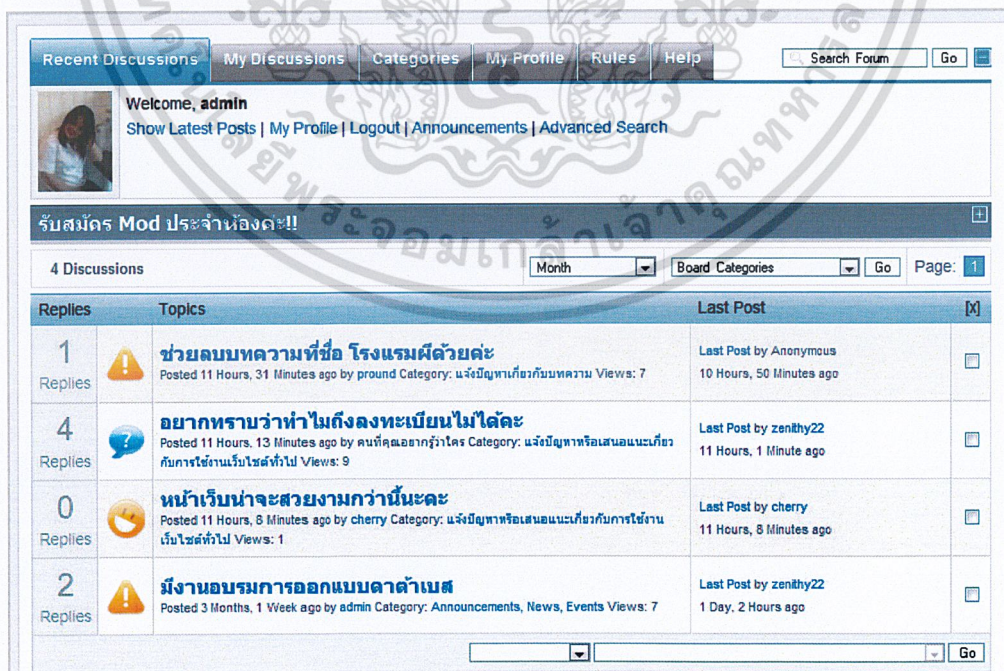 Recent Discussions My Discussions Categories My Profile Rules Help Search Forum Go
Welcome, admin
Show Latest Posts | My Profile | Logout | Announcements | Advanced Search
รับสมัคร Mod ประจำห้องค่ะ!!
4 Discussions Month Board Categories Go Page: 1
Replies Topics Last Post [X]
1 Replies
ช่วยลบบทความที่ชื่อ โรงแรมผีด้วยค่ะ
Posted 11 Hours, 31 Minutes ago by pround Category: แจ้งปัญหาเกี่ยวกับบทความ Views: 7
Last Post by Anonymous
10 Hours, 50 Minutes ago
4 Replies
อยากทราบว่าทำไมถึงลงทะเบียนไม่ได้คะ
Posted 11 Hours, 13 Minutes ago by คนที่คุณอยากรู้ว่าใคร Category: แจ้งปัญหาหรือเสนอแนะเกี่ยว
กับการใช้งานเว็บไซต์ทั่วไป Views: 9
Last Post by zenithy22
11 Hours, 1 Minute ago
0 Replies
หน้าเว็บน่าจะสวยงามกว่านี้นะคะ
Posted 11 Hours, 8 Minutes ago by cherry Category: แจ้งปัญหาหรือเสนอแนะเกี่ยวกับการใช้งาน
เว็บไซต์ทั่วไป Views: 1
Last Post by cherry
11 Hours, 8 Minutes ago
2 Replies
มีงานอบรมการออกแบบดาต้าเบส
Posted 3 Months, 1 Week ago by admin Category: Announcements, News, Events Views: 7
Last Post by zenithy22
1 Day, 2 Hours ago
Go
พระจอมเกล้าเจ้าคุณทหาร